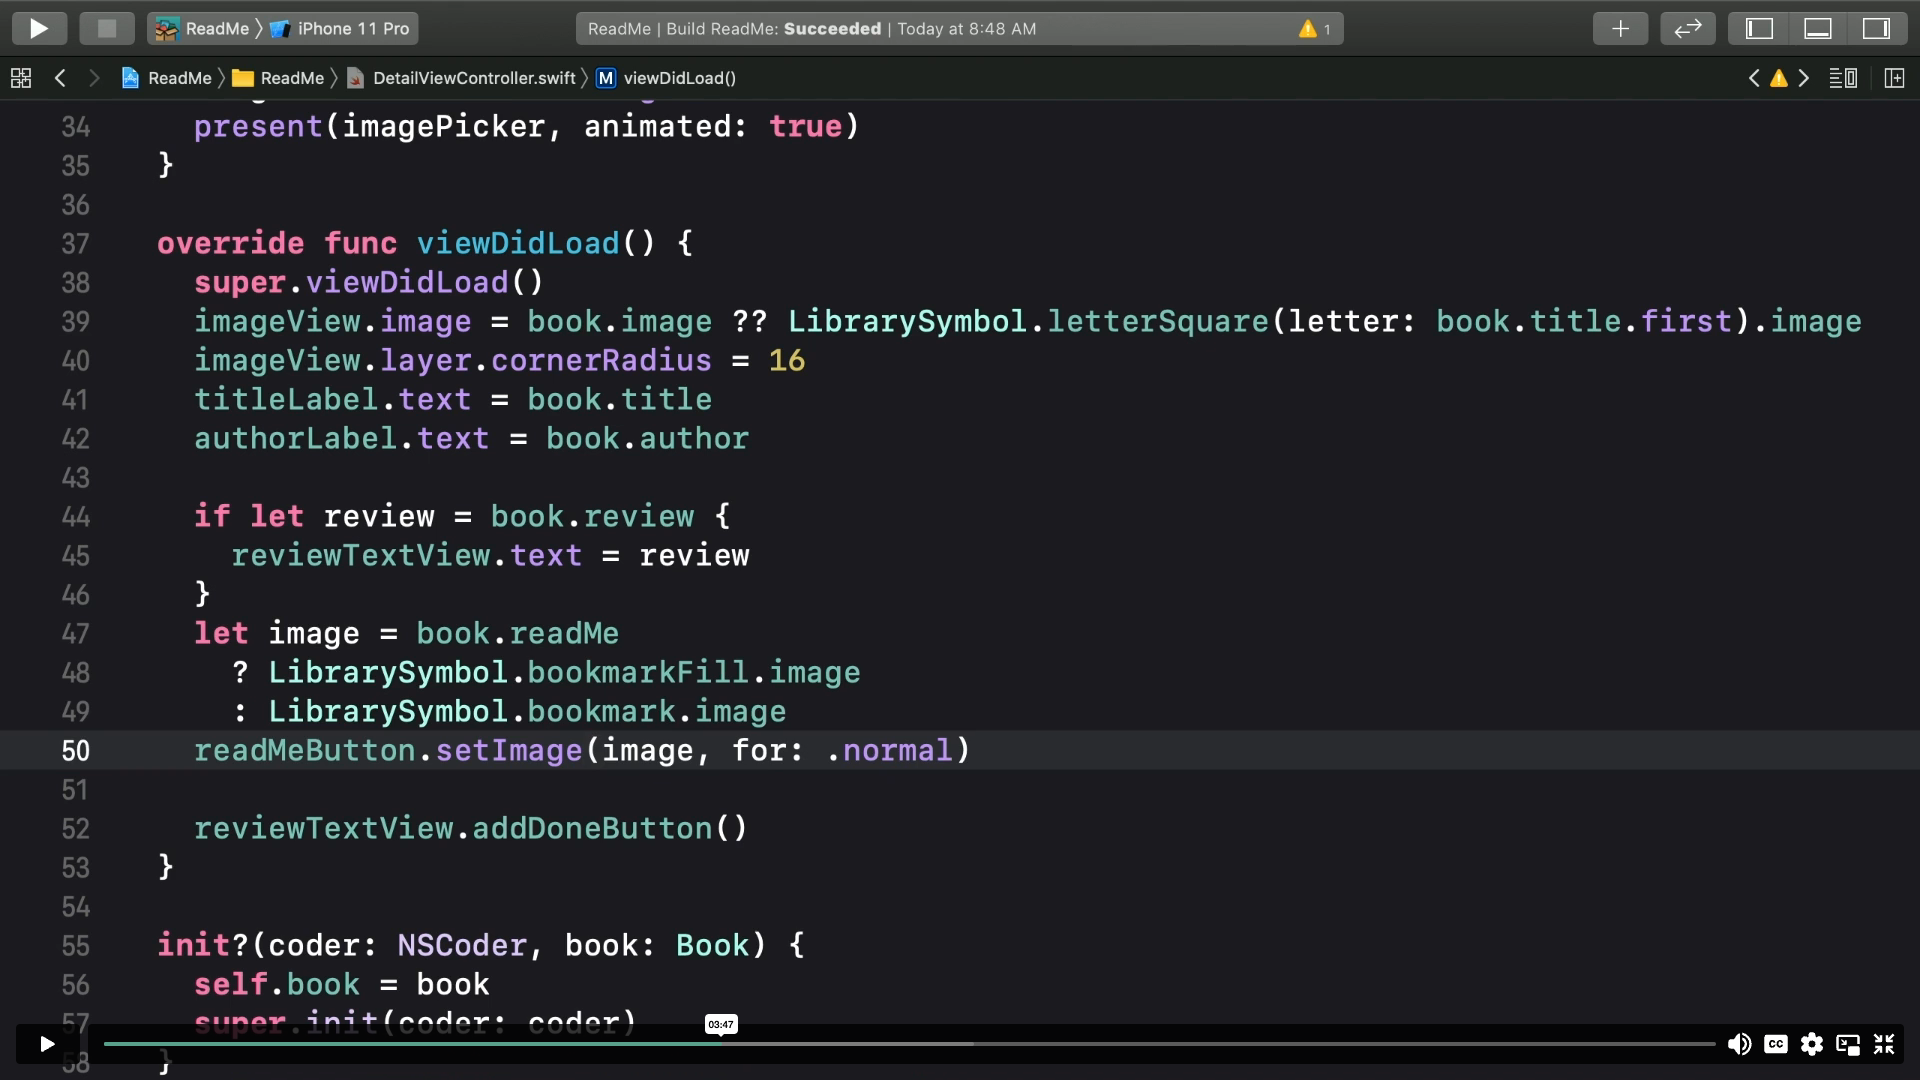 ReadMe iPhone 11 Pro ReadMe | Build ReadMe: Succeeded | Today at 8:48 AM 1
ReadMe ReadMe DetailViewController.swift M viewDidLoad()
34 present(imagePicker, animated: true)
35 }
36
37 override func viewDidLoad() {
38 super.viewDidLoad()
39 imageView.image = book.image ?? LibrarySymbol.letterSquare(letter: book.title.first).image
40 imageView.layer.cornerRadius = 16
41 titleLabel.text = book.title
42 authorLabel.text = book.author
43
44 if let review = book.review {
45 reviewTextView.text = review
46 }
47 let image = book.readMe
48 ? LibrarySymbol.bookmarkFill.image
49 : LibrarySymbol.bookmark.image
50 readMeButton.setImage(image, for: .normal)
51
52 reviewTextView.addDoneButton()
53 }
54
55 init?(coder: NSCoder, book: Book) {
56 self.book = book
57 super.init(coder: coder)
03:47
58 }
CC